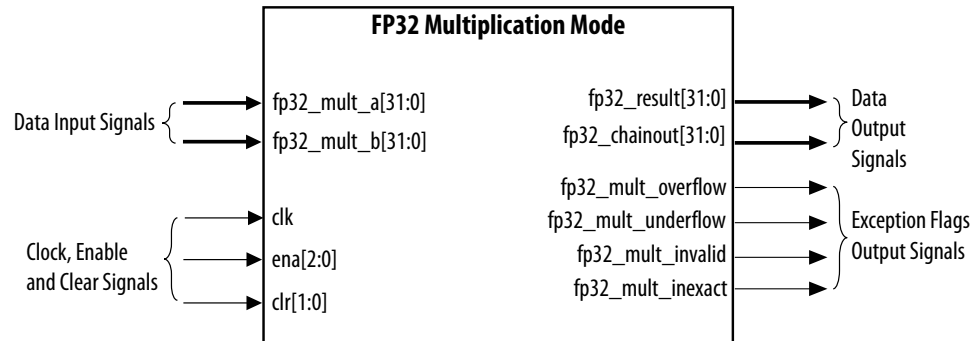 FP32 Multiplication Mode
Data Input Signals
fp32_mult_a[31:0]
fp32_mult_b[31:0]
Clock, Enable
and Clear Signals
clk
ena[2:0]
clr[1:0]
fp32_result[31:0]
fp32_chainout[31:0]
Data
Output
Signals
fp32_mult_overflow
fp32_mult_underflow
fp32_mult_invalid
fp32_mult_inexact
Exception Flags
Output Signals